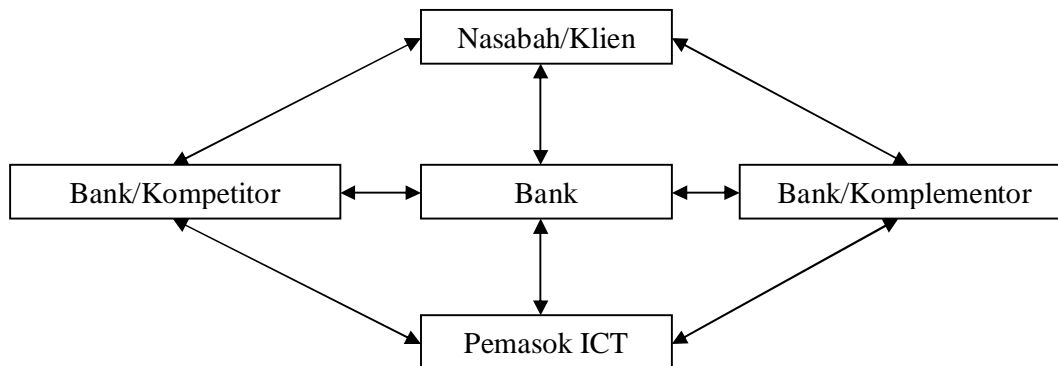 Nasabah/Klien
Bank/Kompetitor
Bank
Bank/Komplementor
Pemasok ICT